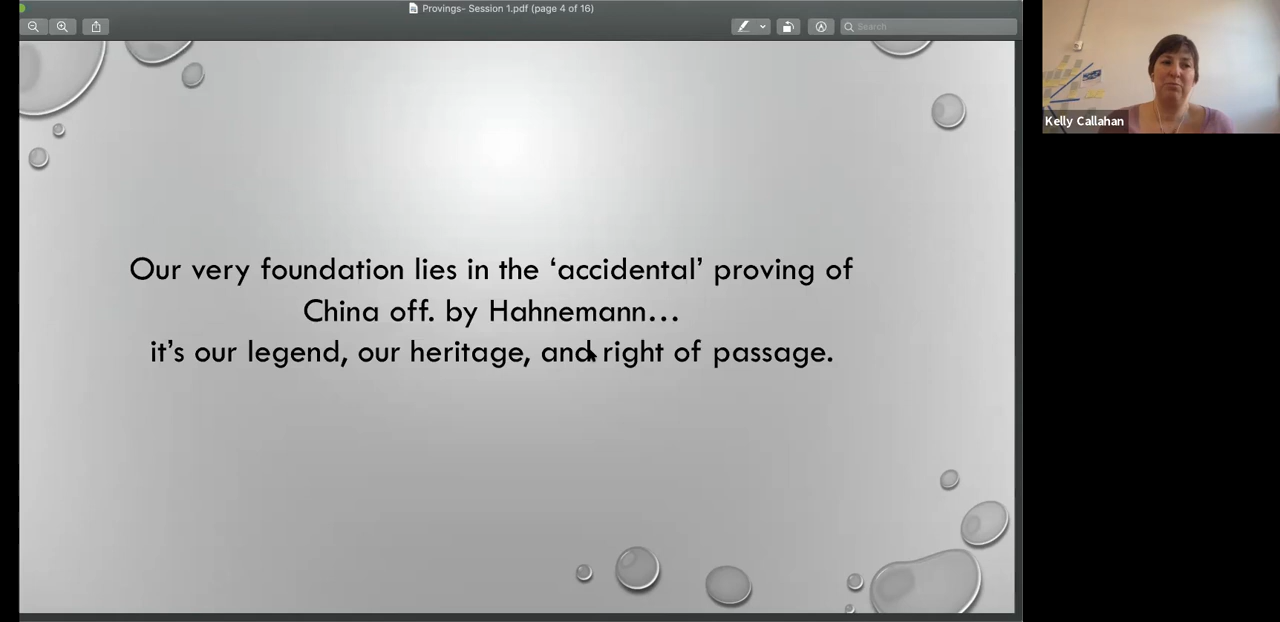 Provings- Session 1.pdf (page 4 of 16)
Search
Our very foundation lies in the ‘accidental’ proving of
China off. by Hahnemann…
it’s our legend, our heritage, and right of passage.
Kelly Callahan